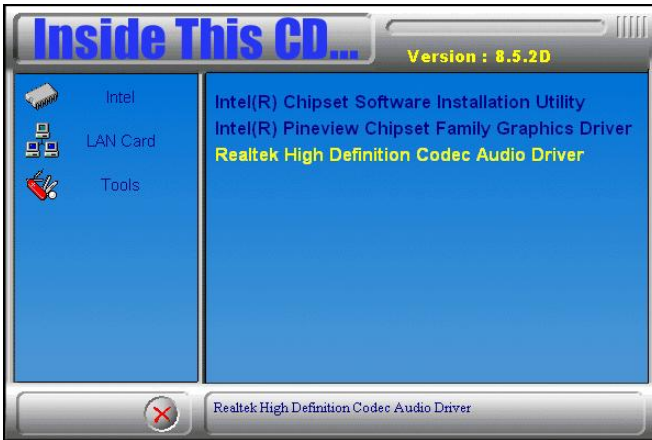 Inside This CD...
Version : 8.5.2D
Intel
LAN Card
Tools
Intel(R) Chipset Software Installation Utility
Intel(R) Pineview Chipset Family Graphics Driver
Realtek High Definition Codec Audio Driver
Realtek High Definition Codec Audio Driver